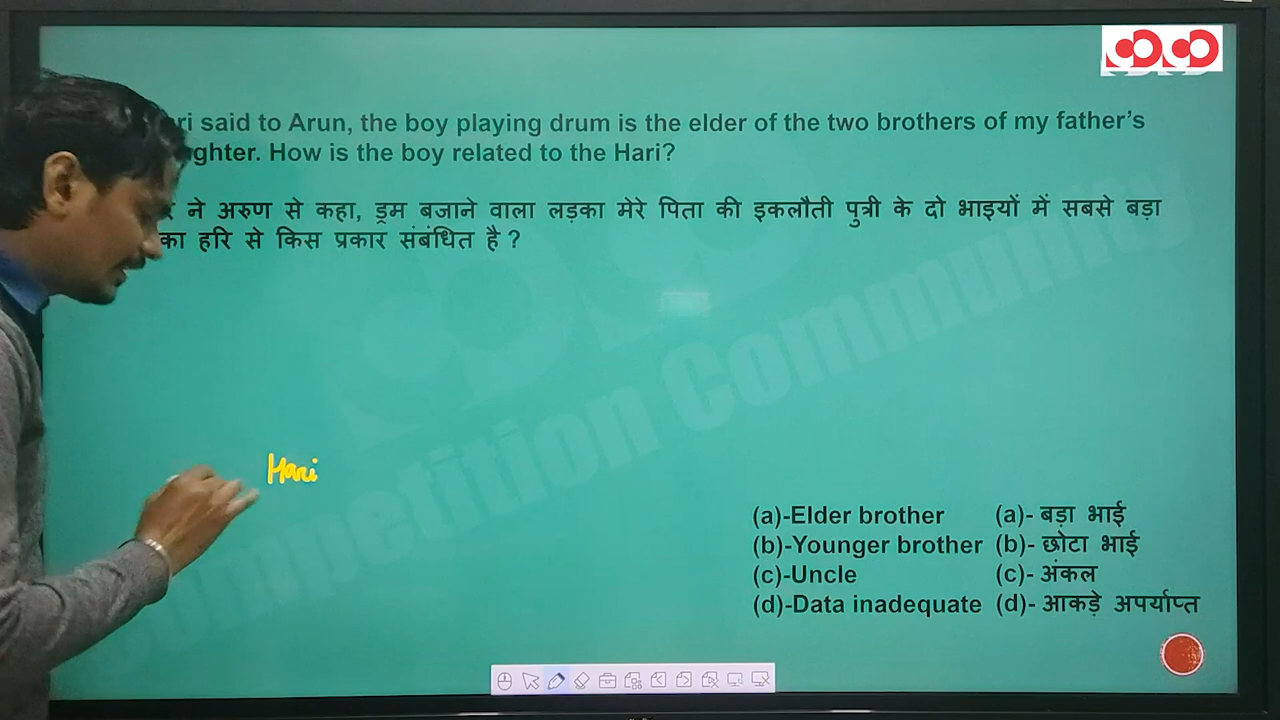 said to Arun, the boy playing drum is the elder of the two brothers of my father's
How is the boy related to the Hari?
ने अरुण से कहा, ड्रम बजाने वाला लड़का मेरे पिता की इकलौती पुत्री के दो भाइयों में सबसे बड़ा
हरि से किस प्रकार संबंधित है ?
Hari
(a)-Elder brother (a)- बड़ा भाई
(b)-Younger brother (b)- छोटा भाई
(c)-Uncle (c)- अंकल
(d)-Data inadequate (d)- आकड़े अपर्याप्त
Competition Community